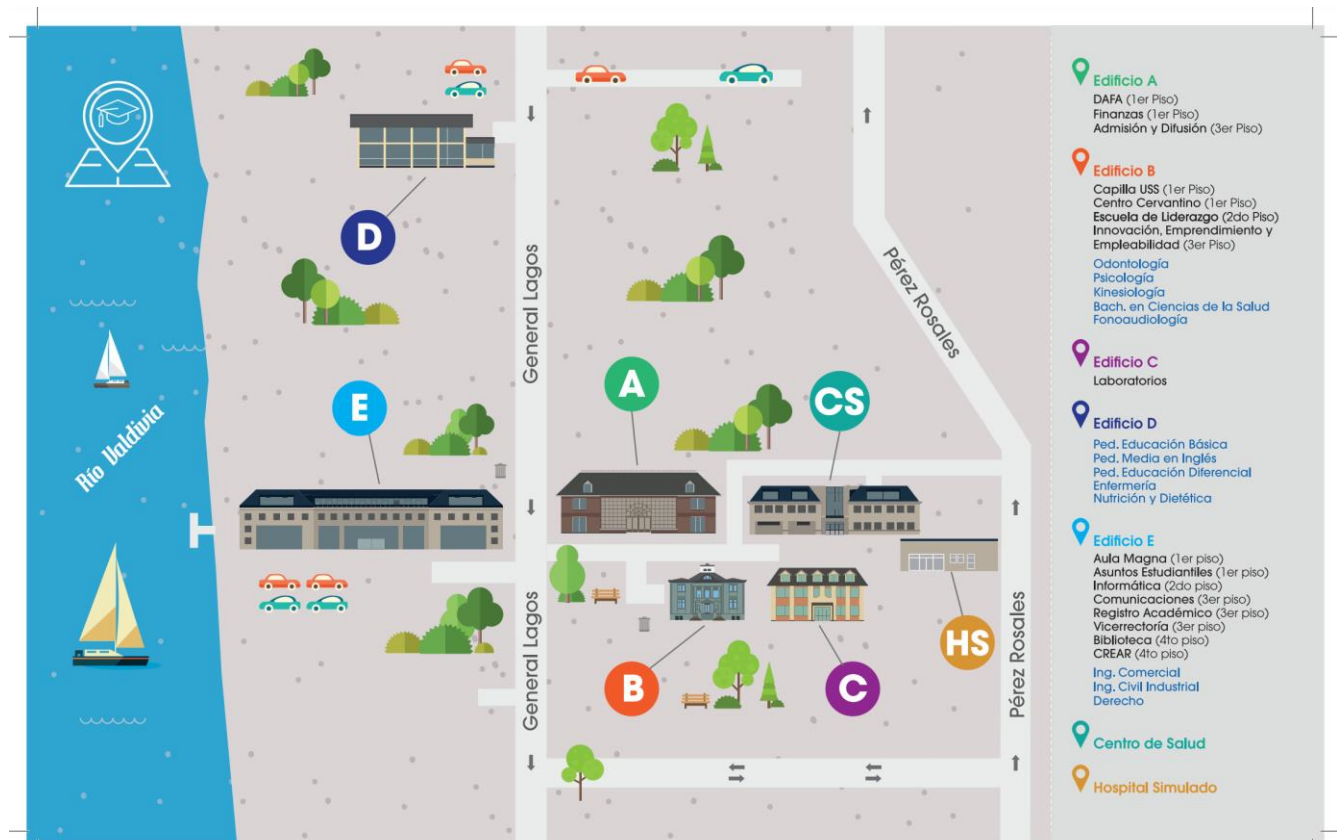 D
General Lagos
Pérez Rosales
Río Valdivia
E
A
CS
HS
B
C
General Lagos
Pérez Rosales
Edificio A
DAFA (1er Piso)
Finanzas (1er Piso)
Admisión y Difusión (3er Piso)
Edificio B
Capilla USS (1er Piso)
Centro Cervantino (1er Piso)
Escuela de Liderazgo (2do Piso)
Innovación, Emprendimiento y
Empleabilidad (3er Piso)
Odontología
Psicología
Kinesiología
Bach. en Ciencias de la Salud
Fonoaudiología
Edificio C
Laboratorios
Edificio D
Ped. Educación Básica
Ped. Media en Inglés
Ped. Educación Diferencial
Enfermería
Nutrición y Dietética
Edificio E
Aula Magna (1er piso)
Asuntos Estudiantiles (1er piso)
Informática (2do piso)
Comunicaciones (3er piso)
Registro Académico (3er piso)
Vicerrectoría (3er piso)
Biblioteca (4to piso)
CREAR (4to piso)
Ing. Comercial
Ing. Civil Industrial
Derecho
Centro de Salud
Hospital Simulado